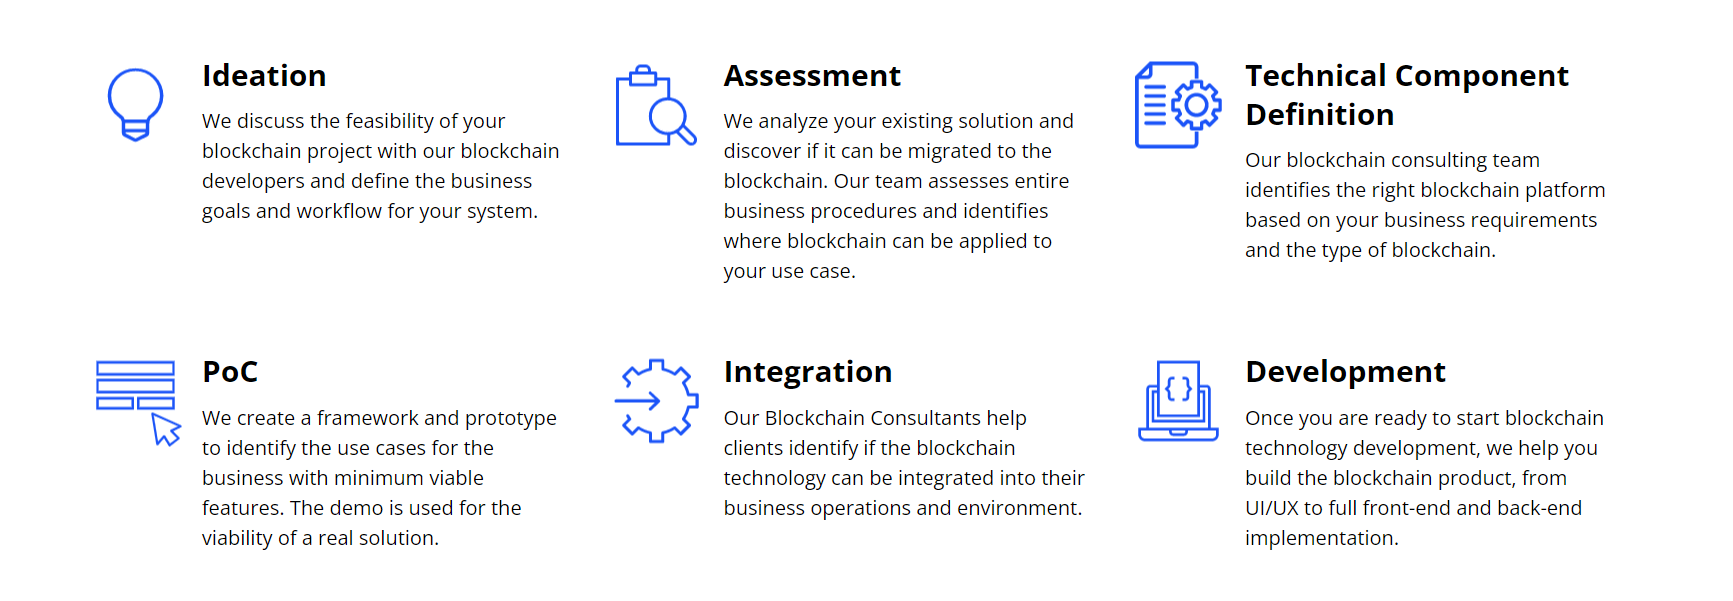 Ideation
We discuss the feasibility of your
blockchain project with our blockchain
developers and define the business
goals and workflow for your system.
Assessment
We analyze your existing solution and
discover if it can be migrated to the
blockchain. Our team assesses entire
business procedures and identifies
where blockchain can be applied to
your use case.
Technical Component
Definition
Our blockchain consulting team
identifies the right blockchain platform
based on your business requirements
and the type of blockchain.
PoC
We create a framework and prototype
to identify the use cases for the
business with minimum viable
features. The demo is used for the
viability of a real solution.
Integration
Our Blockchain Consultants help
clients identify if the blockchain
technology can be integrated into their
business operations and environment.
Development
Once you are ready to start blockchain
technology development, we help you
build the blockchain product, from
UI/UX to full front-end and back-end
implementation.